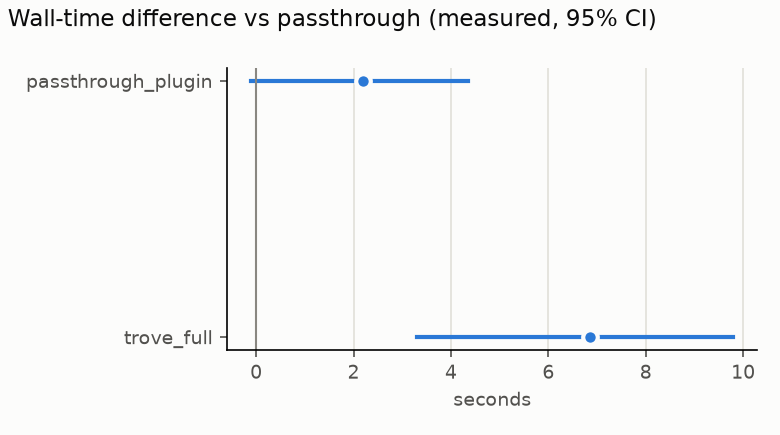 Wall-time difference vs passthrough (measured, 95% CI)
passthrough_plugin
trove_full
0 2 4 6 8 10
seconds